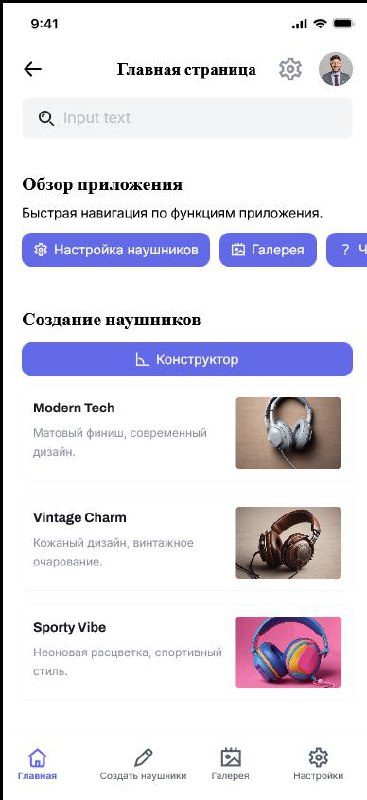 9:41
Главная страница
Input text
Обзор приложения
Быстрая навигация по функциям приложения.
Настройка наушников
Галерея
? Ч
Создание наушников
Конструктор
Modern Tech
Матовый финиш, современный
дизайн.
Vintage Charm
Кожаный дизайн, винтажное
очарование.
Sporty Vibe
Неоновая расцветка, спортивный
стиль.
Главная
Создать наушники
Галерея
Настройки